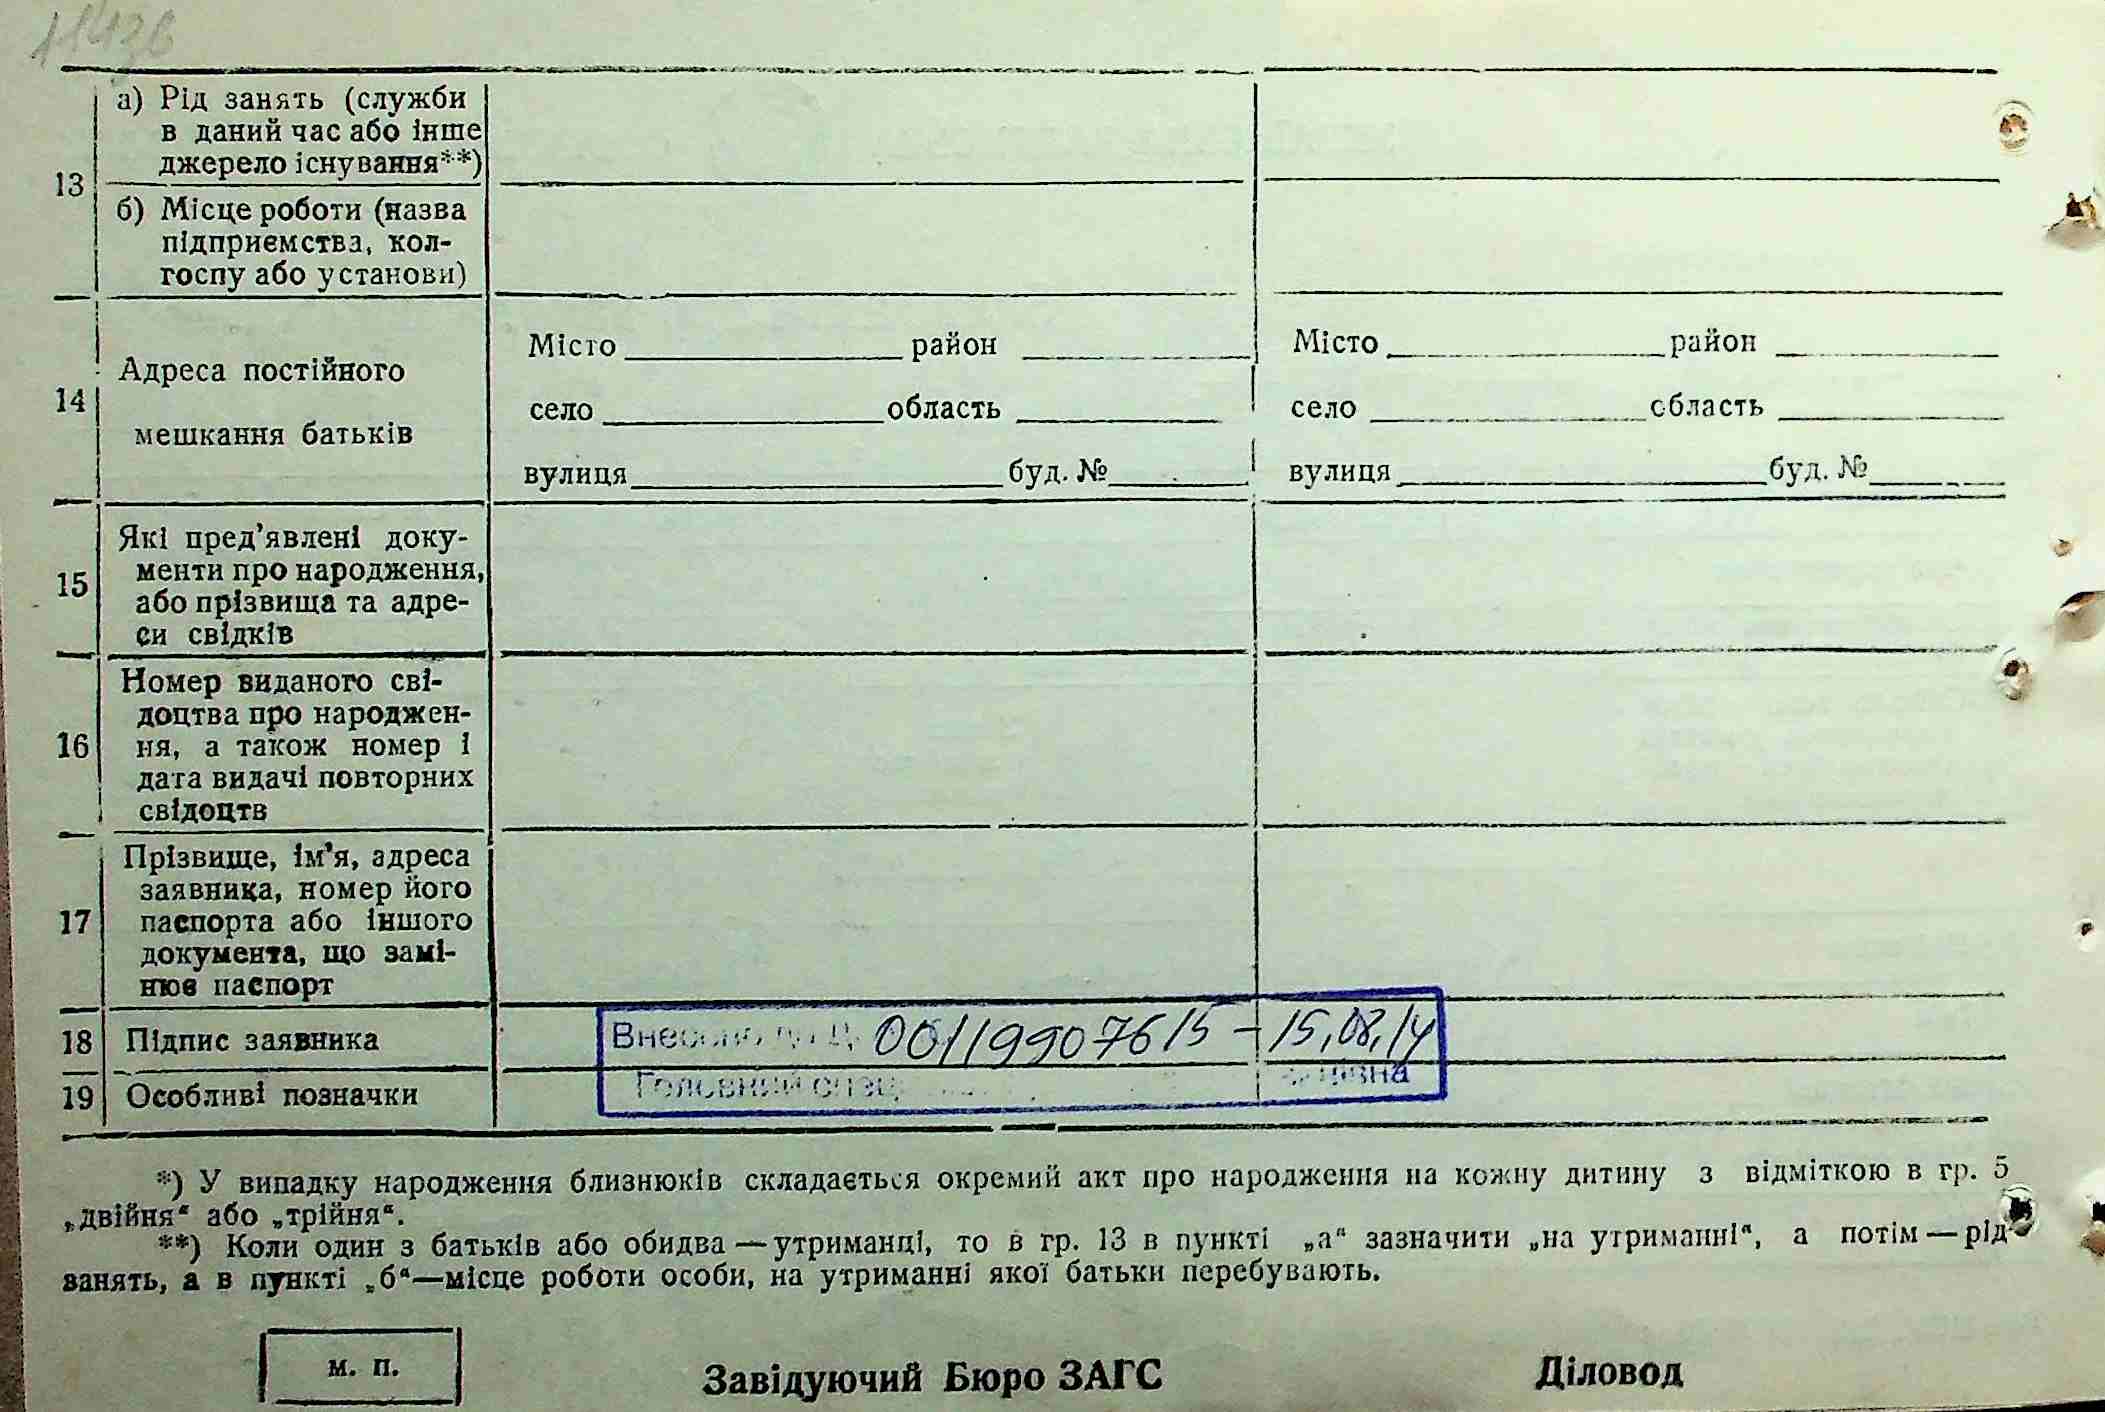 13
а) Рід занять (служби
в даний час або інше
джерело існування**)
б) Місце роботи (назва
підприємства, кол-
госпу або установи)
14
Адреса постійного
мешкання батьків
Місто район
село область
вулиця буд. №
Місто район
село область
вулиця буд. №
15
Які пред'явлені доку-
менти про народження,
або прізвища та адре-
си свідків
16
Номер виданого сві-
доцтва про народжен-
ня, а також номер і
дата видачі повторних
свідоцтв
17
Прізвище, ім'я, адреса
заявника, номер його
паспорта або іншого
документа, що замі-
нює паспорт
18 Підпис заявника
Внесено 00119907615 – 15.08.14
19 Особливі позначки
Головний
*) У випадку народження близнюків складається окремий акт про народження на кожну дитину з відміткою в гр. 5
„двійня“ або „трійня“.
**) Коли один з батьків або обидва — утриманці, то в гр. 13 в пункті „а“ зазначити „на утриманні“, а потім — рід
занять, а в пункті „б“—місце роботи особи, на утриманні якої батьки перебувають.
м. п.
Завідуючий Бюро ЗАГС
Діловод